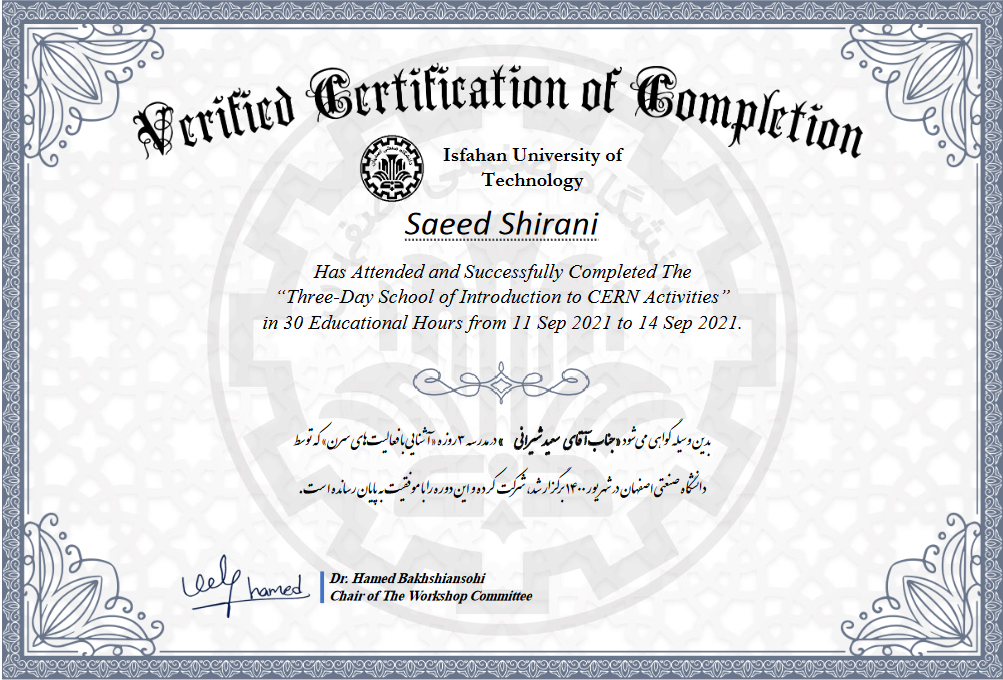 Verified Certification of Completion
Isfahan University of
Technology
Saeed Shirani
Has Attended and Successfully Completed The
“Three-Day School of Introduction to CERN Activities”
in 30 Educational Hours from 11 Sep 2021 to 14 Sep 2021.
بدین وسیله گواهی می‌شود «جناب آقای سعید شیرانی » در مدرسه ۳ روزه «آشنایی با فعالیت‌های سرن» که توسط
دانشگاه صنعتی اصفهان در شهریور ۱۴۰۰ برگزار شد، شرکت کرده و این دوره را با موفقیت به پایان رسانده است.
hamed
Dr. Hamed Bakhshiansohi
Chair of The Workshop Committee